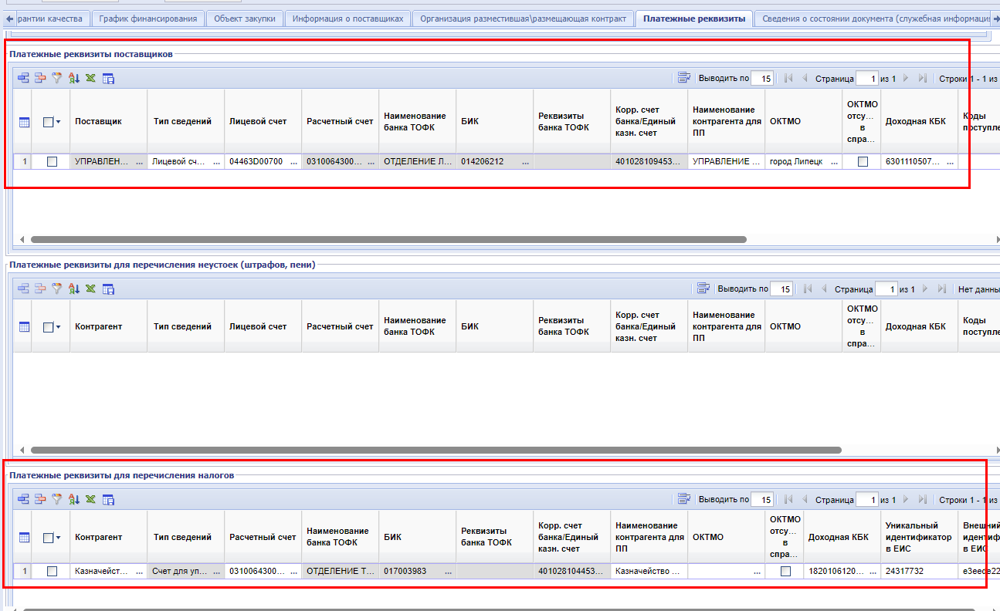 рантии качества График финансирования Объект закупки Информация о поставщиках Организация разместившая\размещающая контракт Платежные реквизиты Сведения о состоянии документа (служебная информация
Платежные реквизиты поставщиков
Выводить по 15 Страница 1 из 1 Строки 1 - 1 из
Поставщик Тип сведений Лицевой счет Расчетный счет Наименование банка ТОФК БИК Реквизиты банка ТОФК Корр. счет банка/Единый казн. счет Наименование контрагента для ПП ОКТМО ОКТМО отсу... в спра... Доходная КБК Коды поступле
1 УПРАВЛЕН... ... Лицевой сч... ... 04463D00700 ... 0310064300... ... ОТДЕЛЕНИЕ Л... 014206212 ... 401028109453... УПРАВЛЕНИЕ ... город Липецк ... 6301110507... ...
Платежные реквизиты для перечисления неустоек (штрафов, пени)
Выводить по 15 Страница 1 из 1 Нет данны
Контрагент Тип сведений Лицевой счет Расчетный счет Наименование банка ТОФК БИК Реквизиты банка ТОФК Корр. счет банка/Единый казн. счет Наименование контрагента для ПП ОКТМО ОКТМО отсу... в спра... Доходная КБК Коды поступле
Платежные реквизиты для перечисления налогов
Выводить по 15 Страница 1 из 1 Строки 1 - 1 из
Контрагент Тип сведений Расчетный счет Наименование банка ТОФК БИК Реквизиты банка ТОФК Корр. счет банка/Единый казн. счет Наименование контрагента для ПП ОКТМО ОКТМО отсу... в спра... Доходная КБК Уникальный идентификатор в ЕИС Внешний идентиф в ЕИС
1 Казначейст... ... Счет для уп... ... 0310064300... ... ОТДЕЛЕНИЕ Т... 017003983 ... 401028104453... Казначейство ... ... 1820106120... ... 24317732 e3eede22